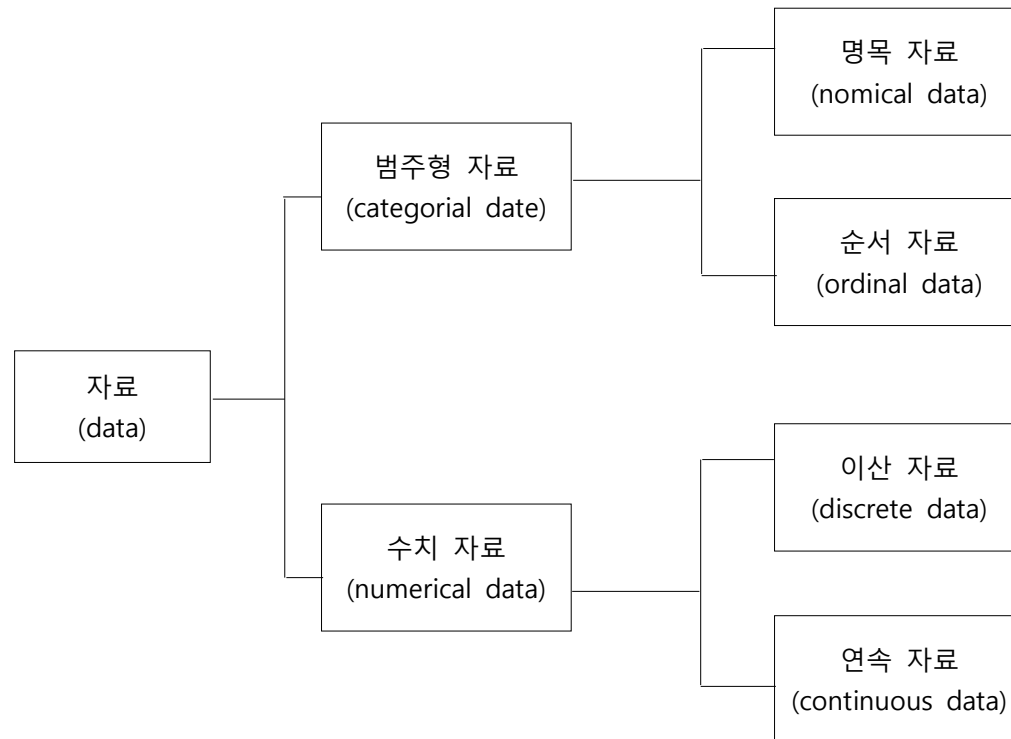 명목 자료
(nomical data)
범주형 자료
(categorial date)
순서 자료
(ordinal data)
자료
(data)
이산 자료
(discrete data)
수치 자료
(numerical data)
연속 자료
(continuous data)